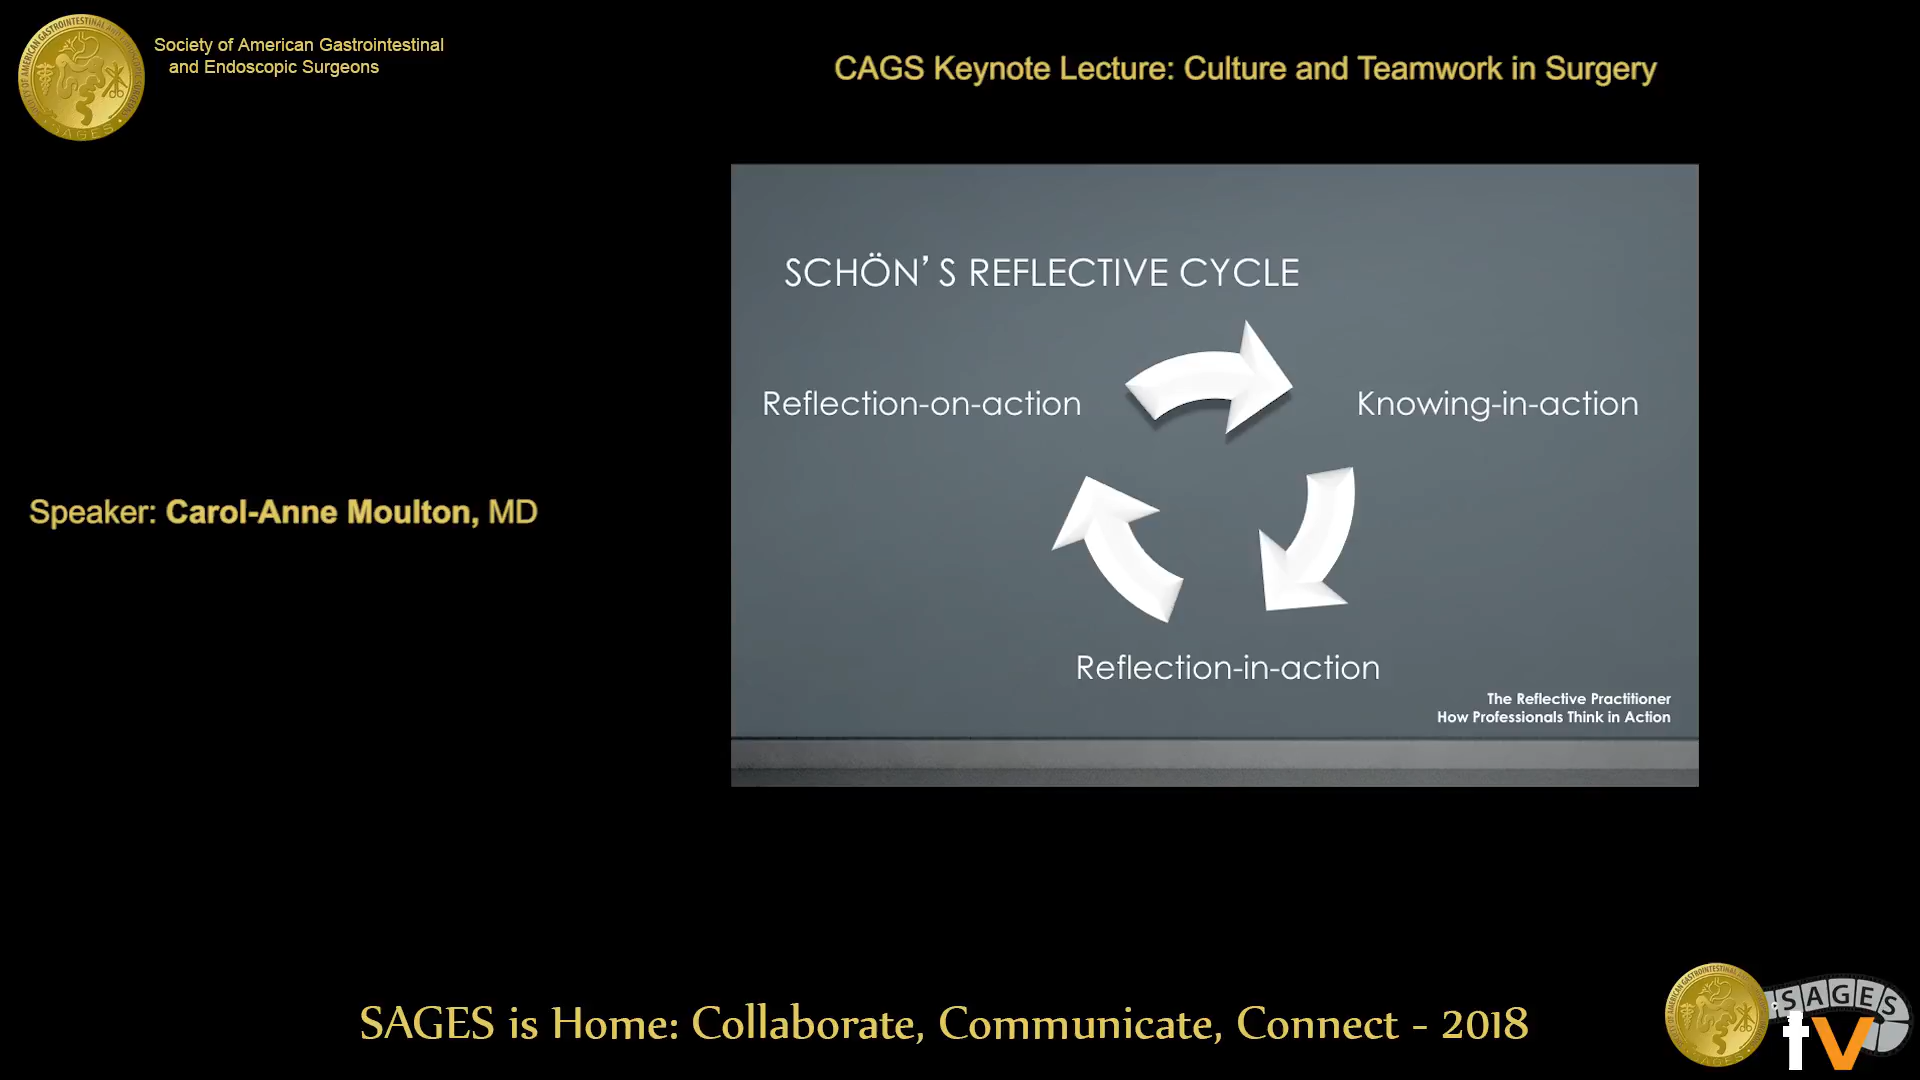 Society of American Gastrointestinal
and Endoscopic Surgeons
CAGS Keynote Lecture: Culture and Teamwork in Surgery
SCHÖN’S REFLECTIVE CYCLE
Reflection-on-action
Knowing-in-action
Speaker: Carol-Anne Moulton, MD
Reflection-in-action
The Reflective Practitioner
How Professionals Think in Action
SAGES is Home: Collaborate, Communicate, Connect - 2018
SAGES
tv